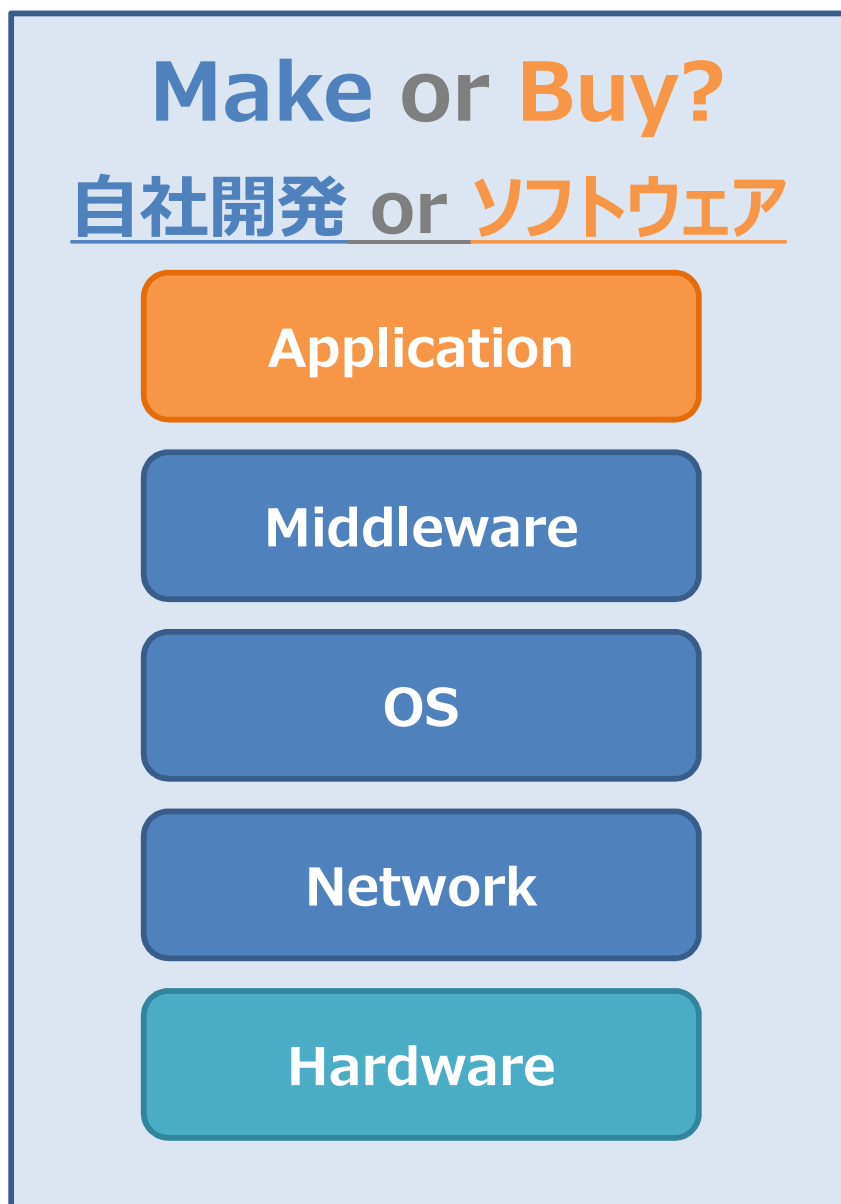 Make or Buy?
自社開発 or ソフトウェア
Application
Middleware
OS
Network
Hardware